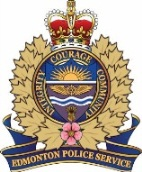 INTEGRITY COURAGE COMMUNITY
EDMONTON POLICE SERVICE